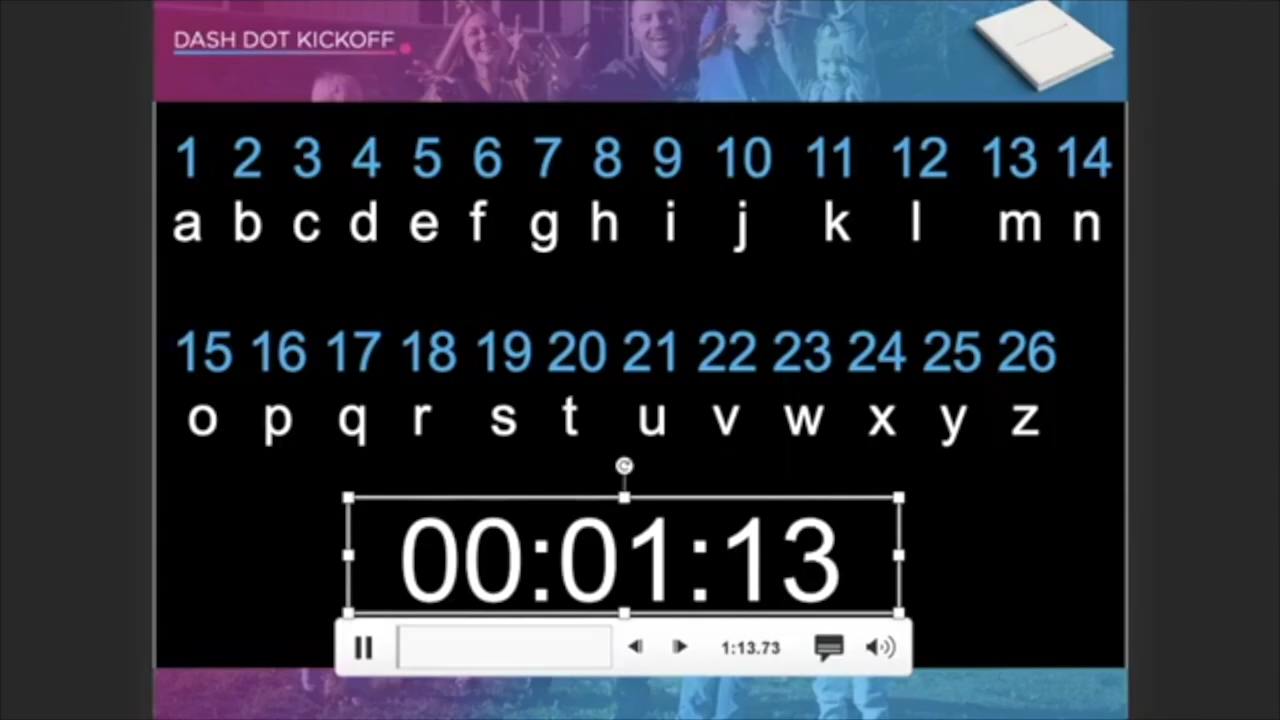 DASH DOT KICKOFF
1 2 3 4 5 6 7 8 9 10 11 12 13 14
a b c d e f g h i j k l m n
15 16 17 18 19 20 21 22 23 24 25 26
o p q r s t u v w x y z
00:01:13
1:13.73